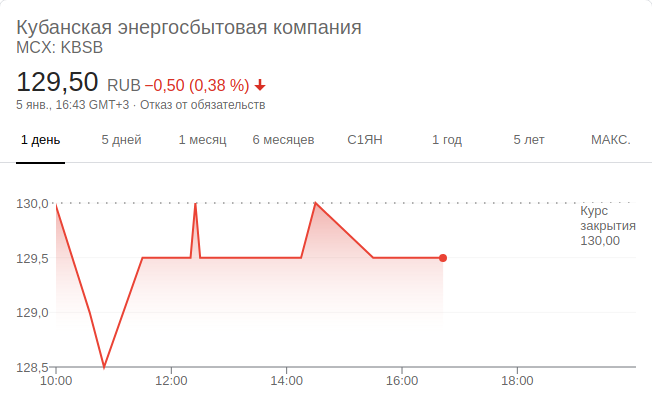 Кубанская энергосбытовая компания
MCX: KBSB
129,50 RUB −0,50 (0,38 %)
5 янв., 16:43 GMT+3 · Отказ от обязательств
1 день 5 дней 1 месяц 6 месяцев С1ЯН 1 год 5 лет МАКС.
130,0
Курс
закрытия
130,00
129,5
129,0
128,5
10:00 12:00 14:00 16:00 18:00